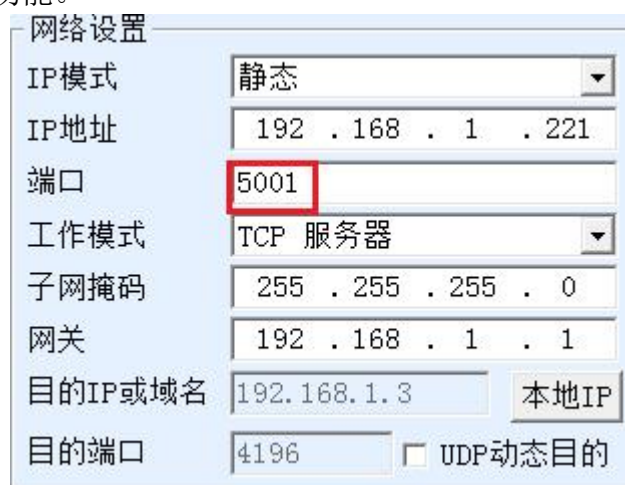 功能。
网络设置
IP模式 静态
IP地址 192 . 168 . 1 . 221
端口 5001
工作模式 TCP 服务器
子网掩码 255 . 255 . 255 . 0
网关 192 . 168 . 1 . 1
目的IP或域名 192.168.1.3 本地IP
目的端口 4196 UDP动态目的